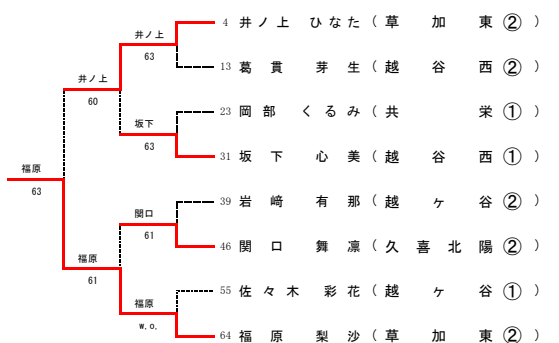 4 井ノ上 ひなた ( 草加東 ② )
井ノ上
63
13 葛貫 芽生 ( 越谷西 ② )
井ノ上
60
23 岡部 くるみ ( 共栄 ① )
坂下
63
31 坂下 心美 ( 越谷西 ① )
福原
63
39 岩﨑 有那 ( 越ヶ谷 ② )
関口
61
46 関口 舞凛 ( 久喜北陽 ② )
福原
61
55 佐々木 彩花 ( 越ヶ谷 ① )
福原
w.o.
64 福原 梨沙 ( 草加東 ② )